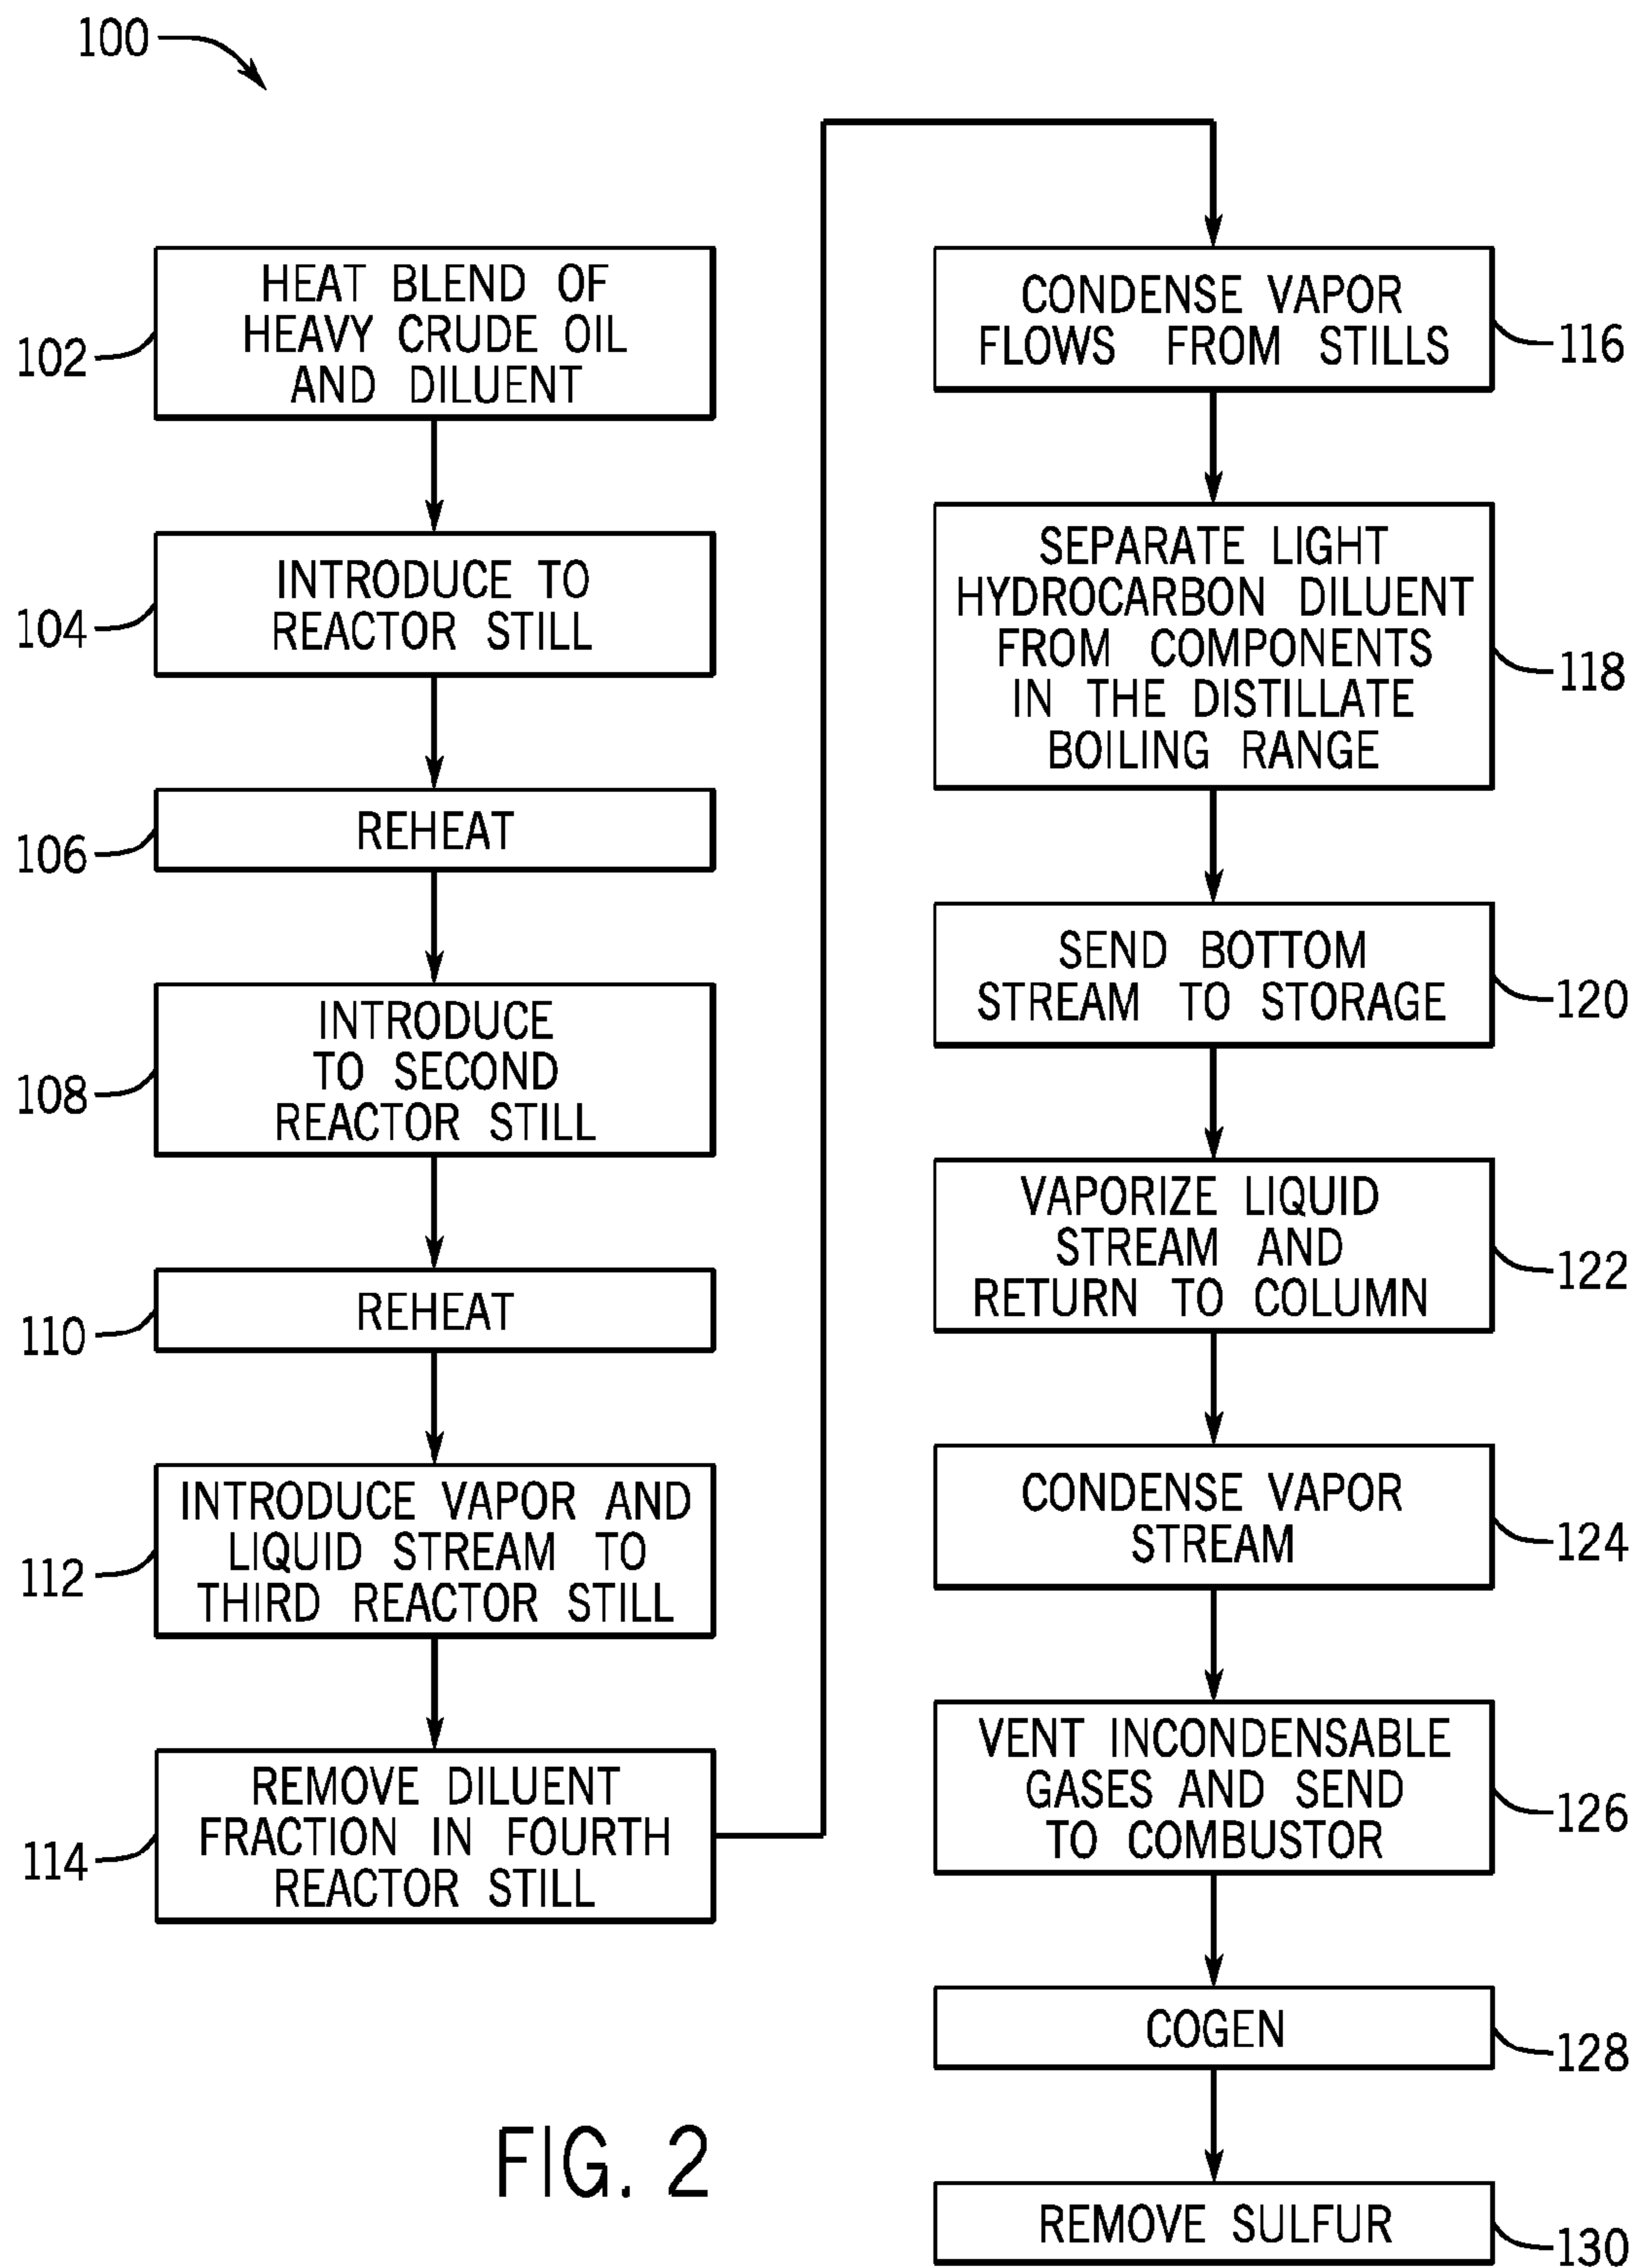 100
HEAT BLEND OF
HEAVY CRUDE OIL
AND DILUENT
102
INTRODUCE TO
REACTOR STILL
104
REHEAT
106
INTRODUCE
TO SECOND
REACTOR STILL
108
REHEAT
110
INTRODUCE VAPOR AND
LIQUID STREAM TO
THIRD REACTOR STILL
112
REMOVE DILUENT
FRACTION IN FOURTH
REACTOR STILL
114
CONDENSE VAPOR
FLOWS FROM STILLS
116
SEPARATE LIGHT
HYDROCARBON DILUENT
FROM COMPONENTS
IN THE DISTILLATE
BOILING RANGE
118
SEND BOTTOM
STREAM TO STORAGE
120
VAPORIZE LIQUID
STREAM AND
RETURN TO COLUMN
122
CONDENSE VAPOR
STREAM
124
VENT INCONDENSABLE
GASES AND SEND
TO COMBUSTOR
126
COGEN
128
REMOVE SULFUR
130
FIG. 2